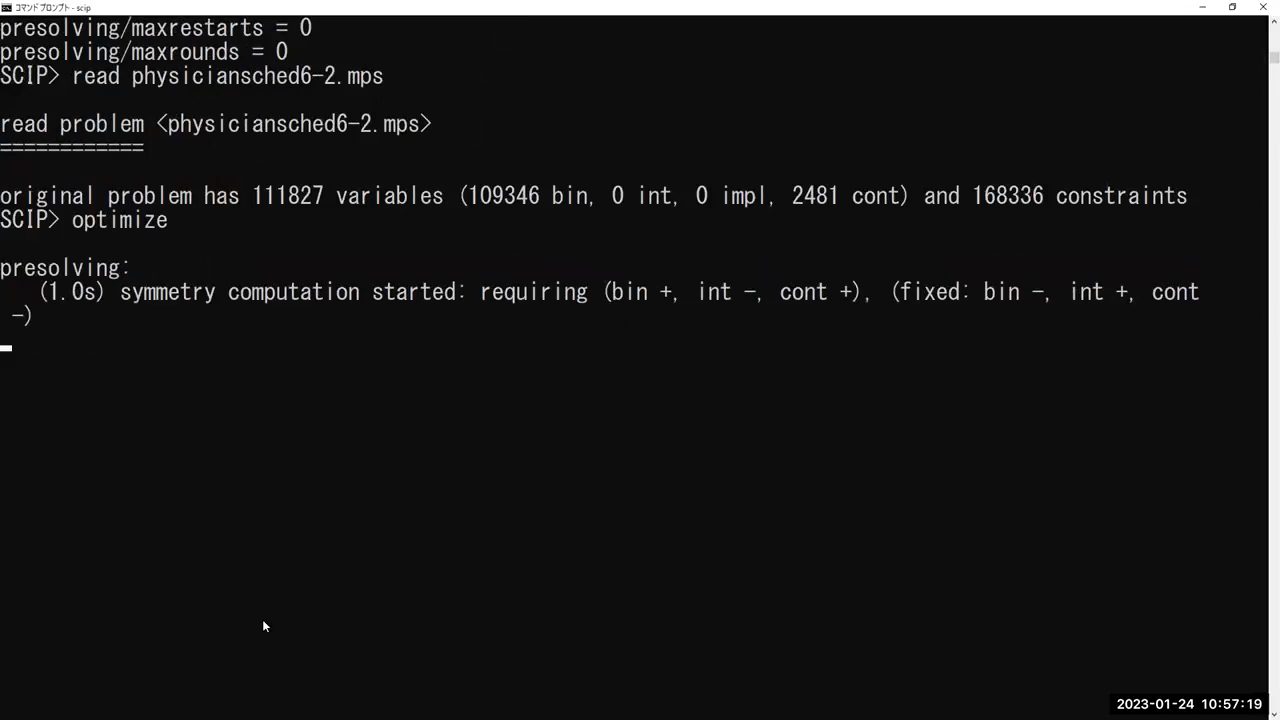 コマンド プロンプト - scip
presolving/maxrestarts = 0
presolving/maxrounds = 0
SCIP> read physiciansched6-2.mps
read problem <physiciansched6-2.mps>
============
original problem has 111827 variables (109346 bin, 0 int, 0 impl, 2481 cont) and 168336 constraints
SCIP> optimize
presolving:
(1.0s) symmetry computation started: requiring (bin +, int -, cont +), (fixed: bin -, int +, cont
-)
2023-01-24 10:57:19